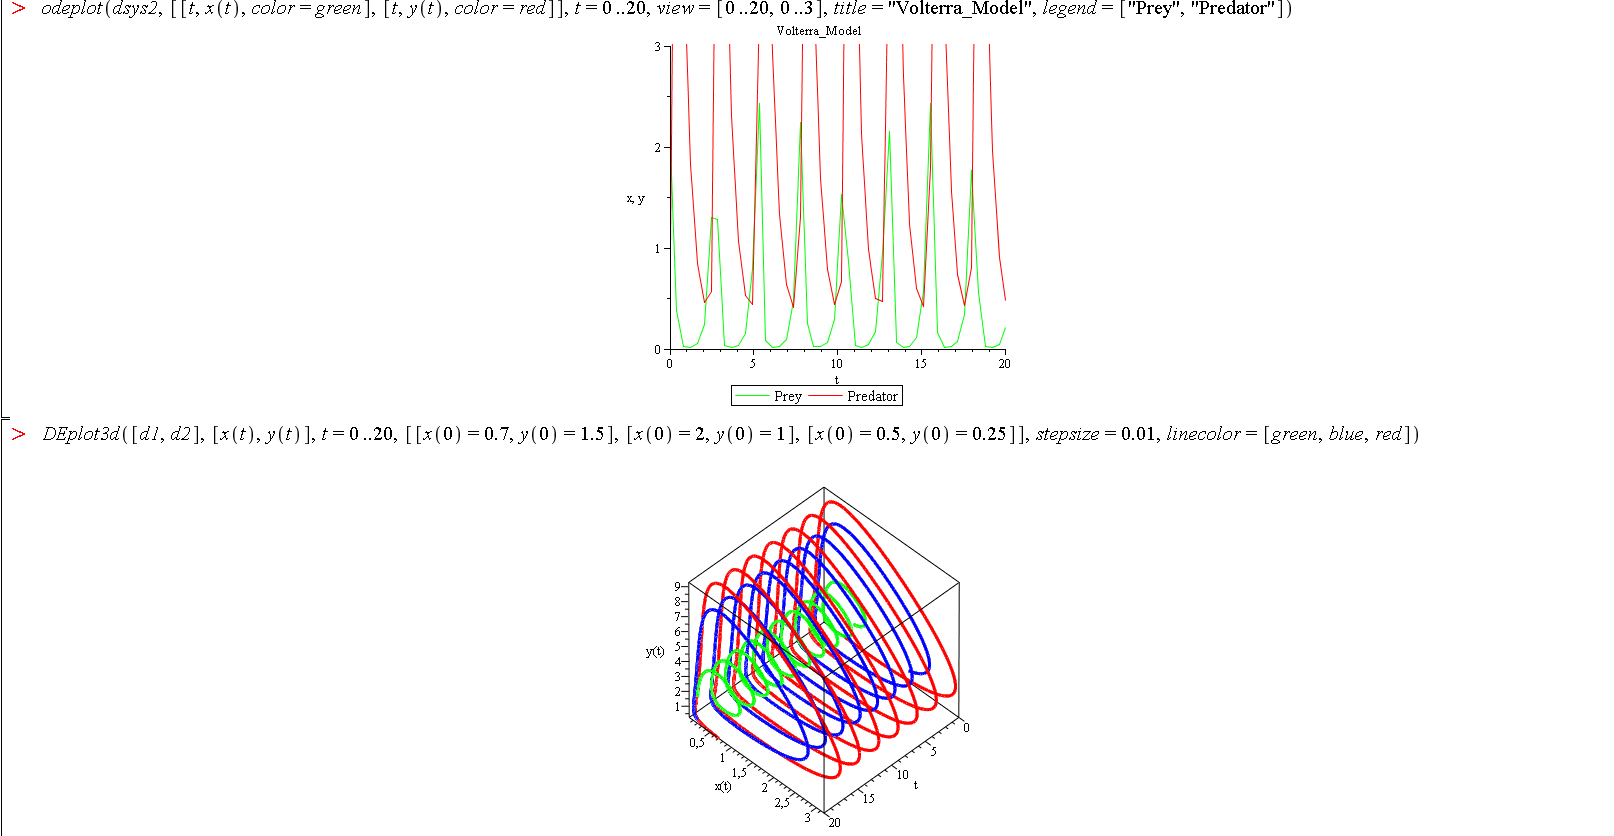 > odeplot(dsys2, [[t, x(t), color = green], [t, y(t), color = red]], t = 0 ..20, view = [0 ..20, 0 ..3], title = "Volterra_Model", legend = ["Prey", "Predator"])
Volterra_Model
3
2
x, y
1
0
0 5 10 15 20
t
Prey Predator
> DEplot3d([d1, d2], [x(t), y(t)], t = 0 ..20, [[x(0) = 0.7, y(0) = 1.5], [x(0) = 2, y(0) = 1], [x(0) = 0.5, y(0) = 0.25]], stepsize = 0.01, linecolor = [green, blue, red])
9
8
7
6
5
y(t)
4
3
2
1
0,5
1
1,5
x(t)
2
2,5
3
0
5
10
t
15
20